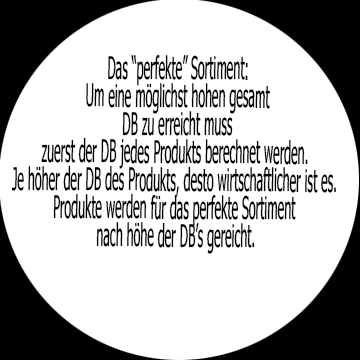 Das “perfekte” Sortiment:
Um eine möglichst hohen gesamt
DB zu erreicht muss
zuerst der DB jedes Produkts berechnet werden.
Je höher der DB des Produkts, desto wirtschaftlicher ist es.
Produkte werden für das perfekte Sortiment
nach höhe der DB’s gereicht.